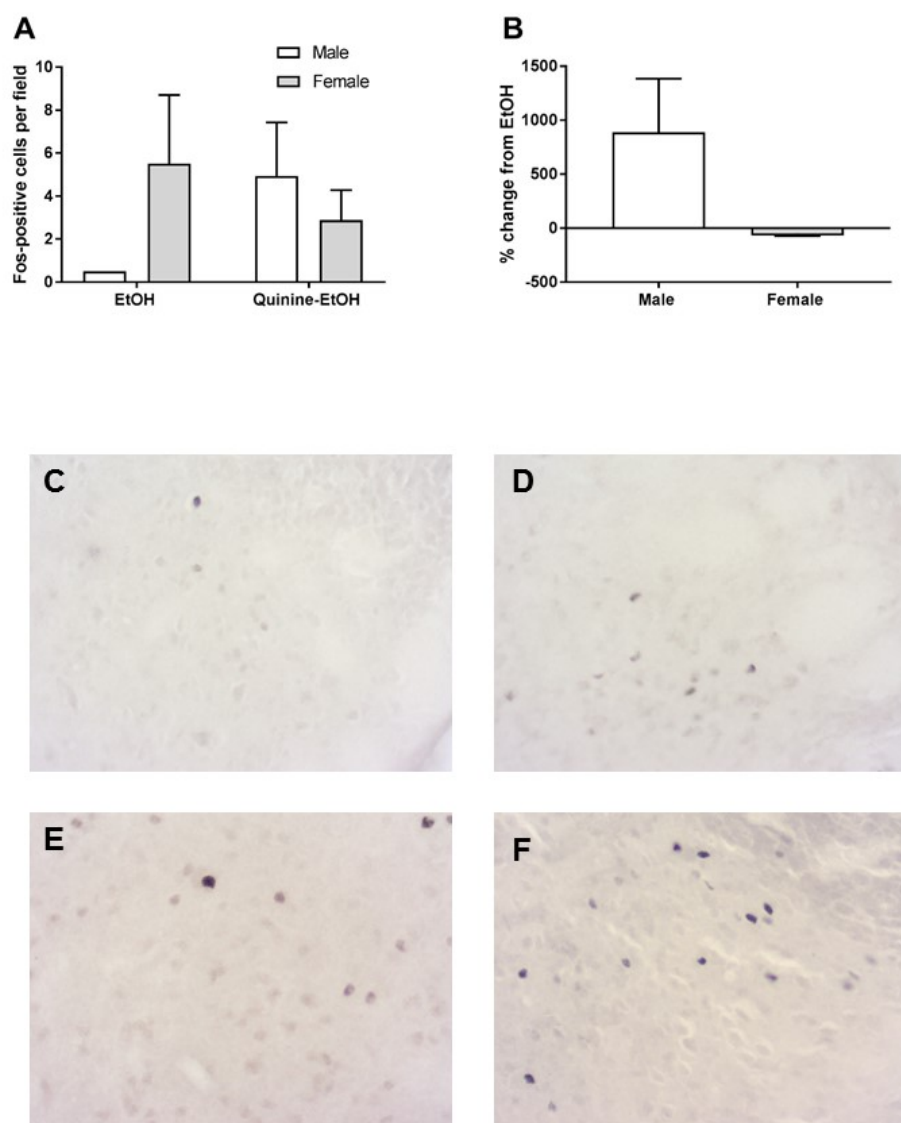 A
Male
Female
Fos-positive cells per field
10
8
6
4
2
0
EtOH
Quinine-EtOH
B
% change from EtOH
1500
1000
500
0
-500
Male
Female
C
D
E
F